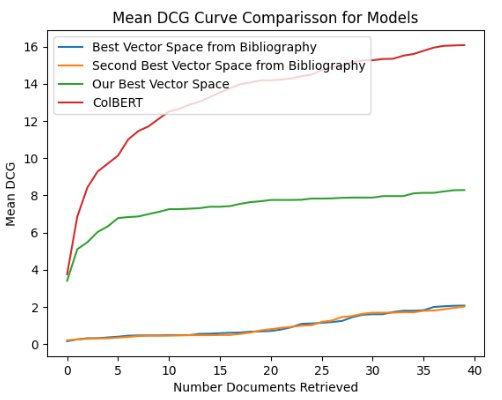 Mean DCG Curve Comparisson for Models
Best Vector Space from Bibliography
Second Best Vector Space from Bibliography
Our Best Vector Space
ColBERT
16
14
12
10
8
6
4
2
0
Mean DCG
0 5 10 15 20 25 30 35 40
Number Documents Retrieved